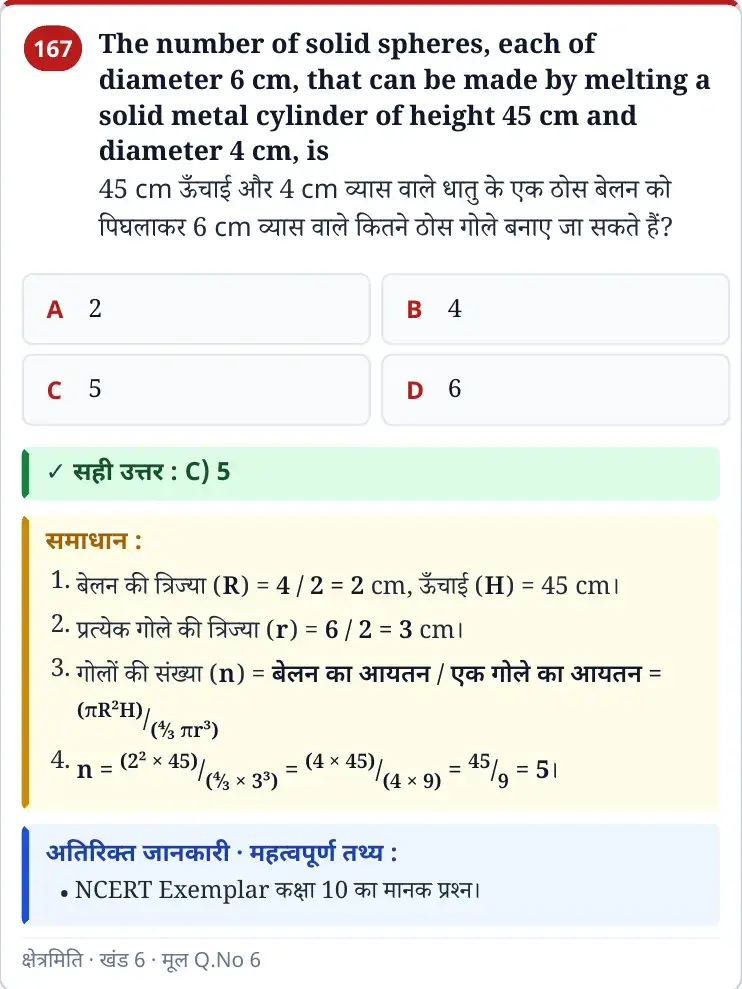 167
The number of solid spheres, each of
diameter 6 cm, that can be made by melting a
solid metal cylinder of height 45 cm and
diameter 4 cm, is
45 cm ऊँचाई और 4 cm व्यास वाले धातु के एक ठोस बेलन को
पिघलाकर 6 cm व्यास वाले कितने ठोस गोले बनाए जा सकते हैं?
A 2
B 4
C 5
D 6
✓ सही उत्तर : C) 5
समाधान :
1. बेलन की त्रिज्या (R) = 4 / 2 = 2 cm, ऊँचाई (H) = 45 cm।
2. प्रत्येक गोले की त्रिज्या (r) = 6 / 2 = 3 cm।
3. गोलों की संख्या (n) = बेलन का आयतन / एक गोले का आयतन =
(πR²H)/(⁴⁄₃ πr³)
4. n = (2² × 45)/(⁴⁄₃ × 3³) = (4 × 45)/(4 × 9) = 45/9 = 5।
अतिरिक्त जानकारी · महत्वपूर्ण तथ्य :
• NCERT Exemplar कक्षा 10 का मानक प्रश्न।
क्षेत्रमिति · खंड 6 · मूल Q.No 6